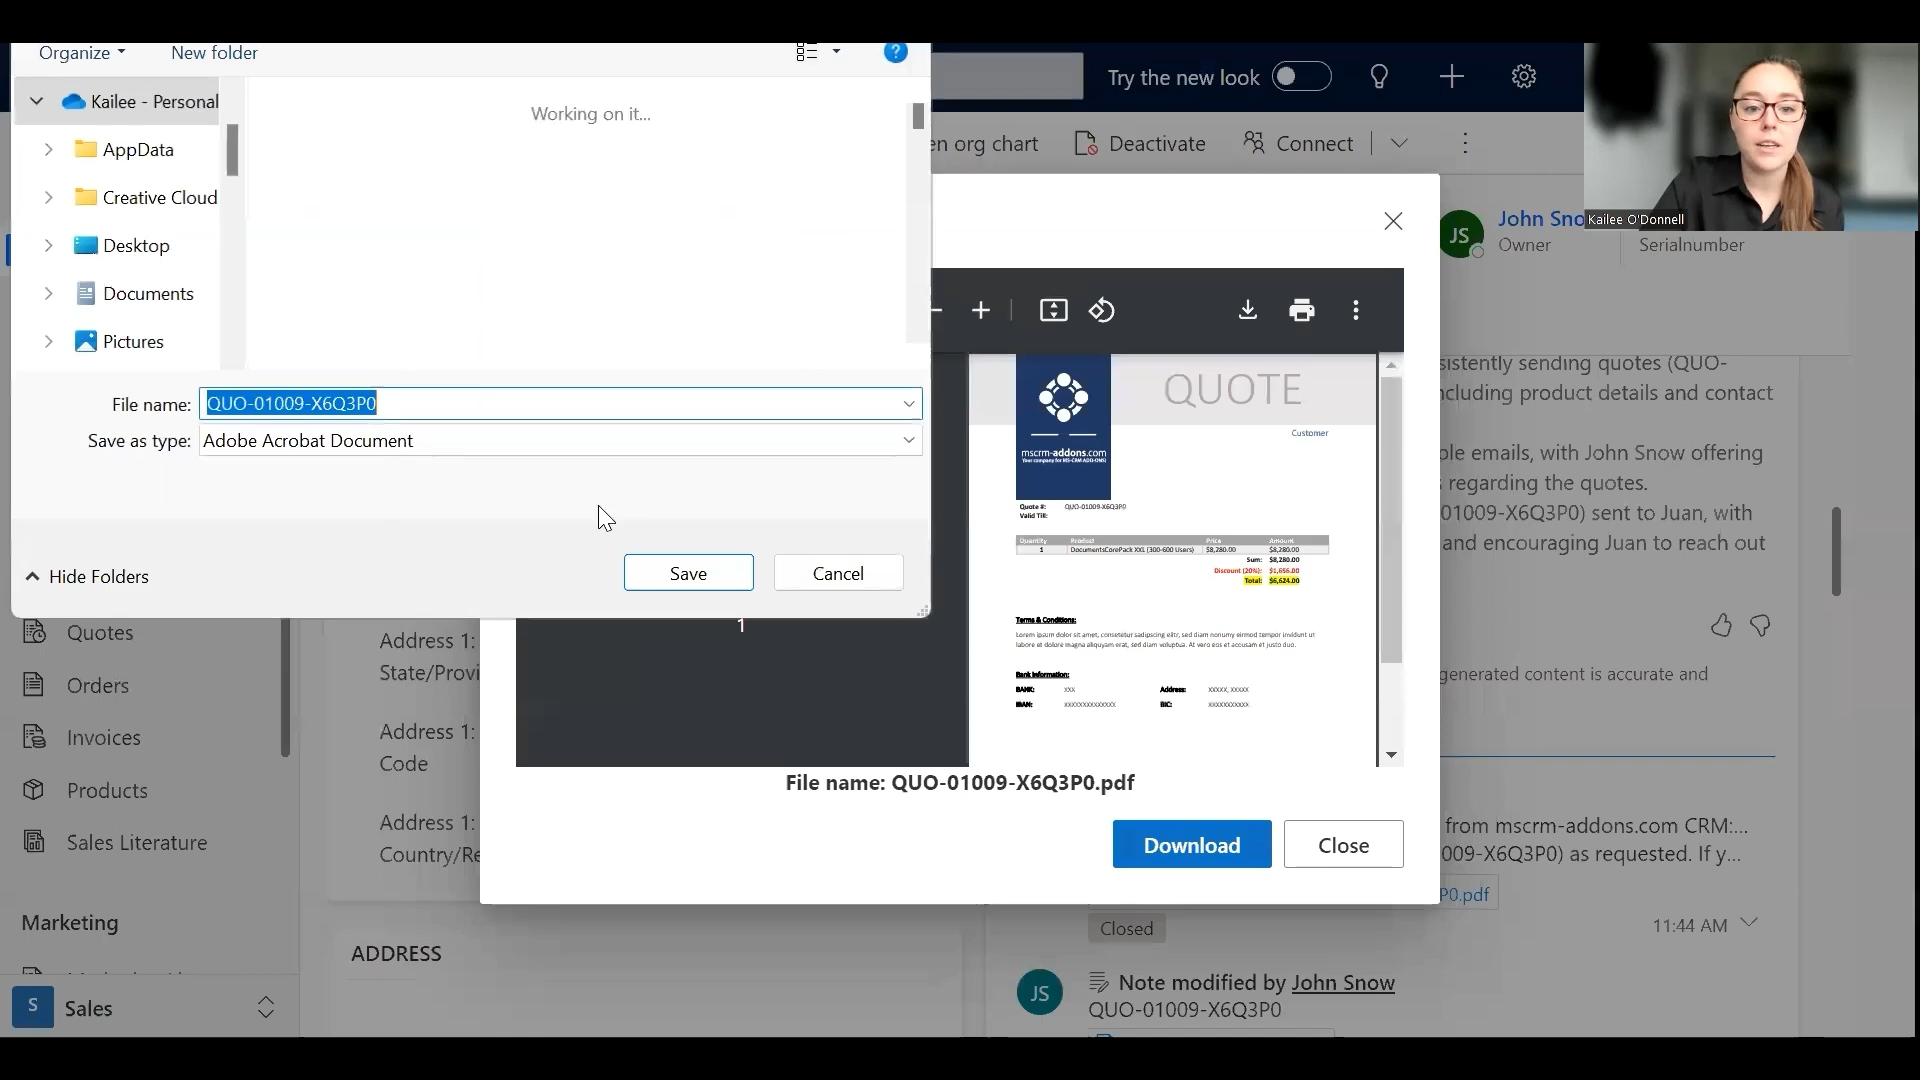 Organize
New folder
Try the new look
Kailee - Personal
Working on it...
AppData
en org chart
Deactivate
Connect
Creative Cloud
Kailee O'Donnell
JS
John Sno
Owner
Serialnumber
Desktop
Documents
Pictures
sistently sending quotes (QUO-
cluding product details and contact
File name:
QUO-01009-X6Q3P0
Save as type:
Adobe Acrobat Document
QUOTE
Customer
mscrm-addons.com
Your company for MS-CRM ADD-ONS!
ple emails, with John Snow offering
regarding the quotes.
Quote #:
QUO-01009-X6Q3P0
Valid Till:
01009-X6Q3P0) sent to Juan, with
and encouraging Juan to reach out
Quantity
Product
Price
Amount
1
DocumentsCorePack XXL (300-600 Users)
$8,280.00
$8,280.00
Sum:
$8,280.00
Discount (20%):
$1,656.00
Total:
$6,624.00
Hide Folders
Save
Cancel
1
Terms & Conditions:
Lorem ipsum dolor sit amet, consetetur sadipscing elitr, sed diam nonumy eirmod tempor invidunt ut
labore et dolore magna aliquyam erat, sed diam voluptua. At vero eos et accusam et justo duo.
Bank Information:
BANK:
XXX
Address:
XXXXX, XXXXX
IBAN:
XXXXXXXXXXXXXX
BIC:
XXXXXXXXXXX
Quotes
Orders
Invoices
Products
Sales Literature
Marketing
S
Sales
Address 1:
State/Provi
Address 1:
Code
Address 1:
Country/Re
ADDRESS
generated content is accurate and
File name: QUO-01009-X6Q3P0.pdf
Download
Close
from mscrm-addons.com CRM:...
009-X6Q3P0) as requested. If y...
P0.pdf
Closed
11:44 AM
JS
Note modified by John Snow
QUO-01009-X6Q3P0